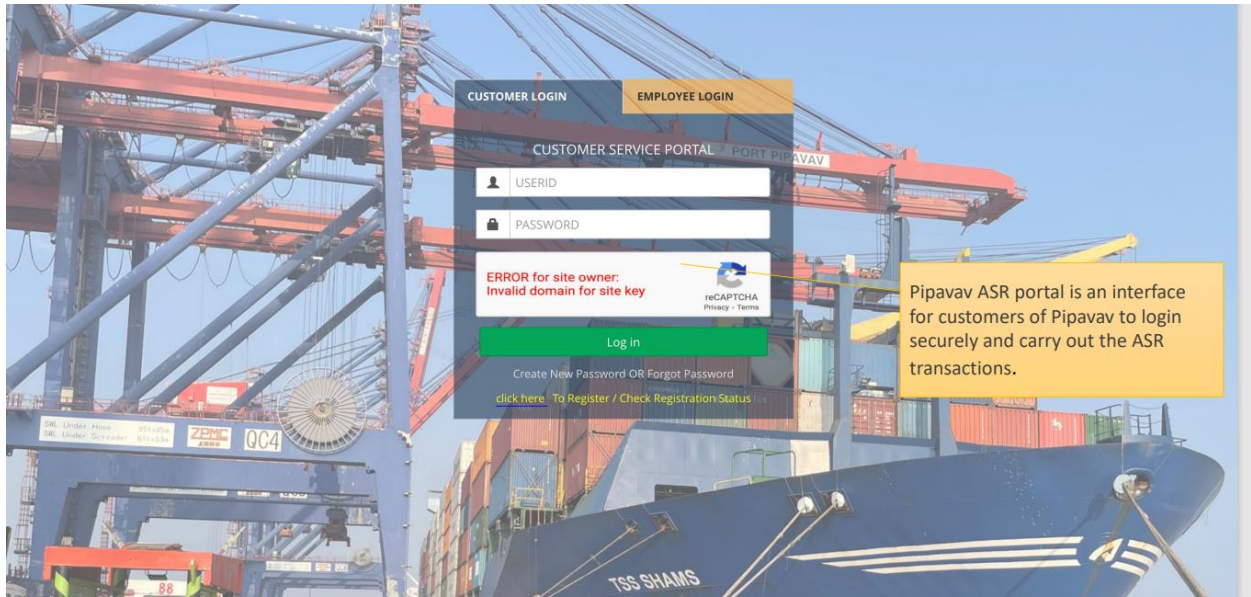 CUSTOMER LOGIN
EMPLOYEE LOGIN
CUSTOMER SERVICE PORTAL
PORT PIPAVAV
USERID
PASSWORD
ERROR for site owner:
Invalid domain for site key
reCAPTCHA
Privacy - Terms
Log in
Create New Password OR Forgot Password
click here To Register / Check Registration Status
Pipavav ASR portal is an interface
for customers of Pipavav to login
securely and carry out the ASR
transactions.
SWL Under Hook
SWL Under Spreader
ZPMC
QC4
88
TSS SHAMS